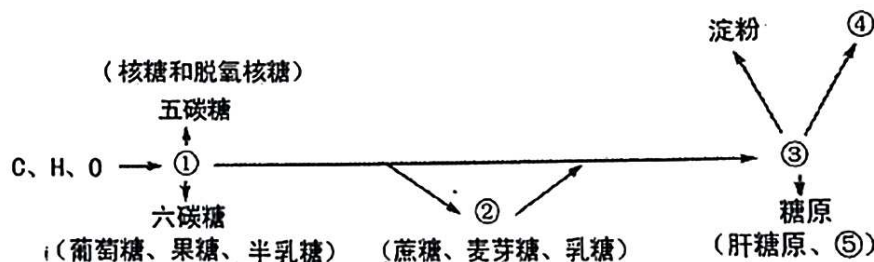 淀粉 ④
(核糖和脱氧核糖)
五碳糖
C、H、O ① ③
六碳糖 ② 糖原
(葡萄糖、果糖、半乳糖) (蔗糖、麦芽糖、乳糖) (肝糖原、⑤)